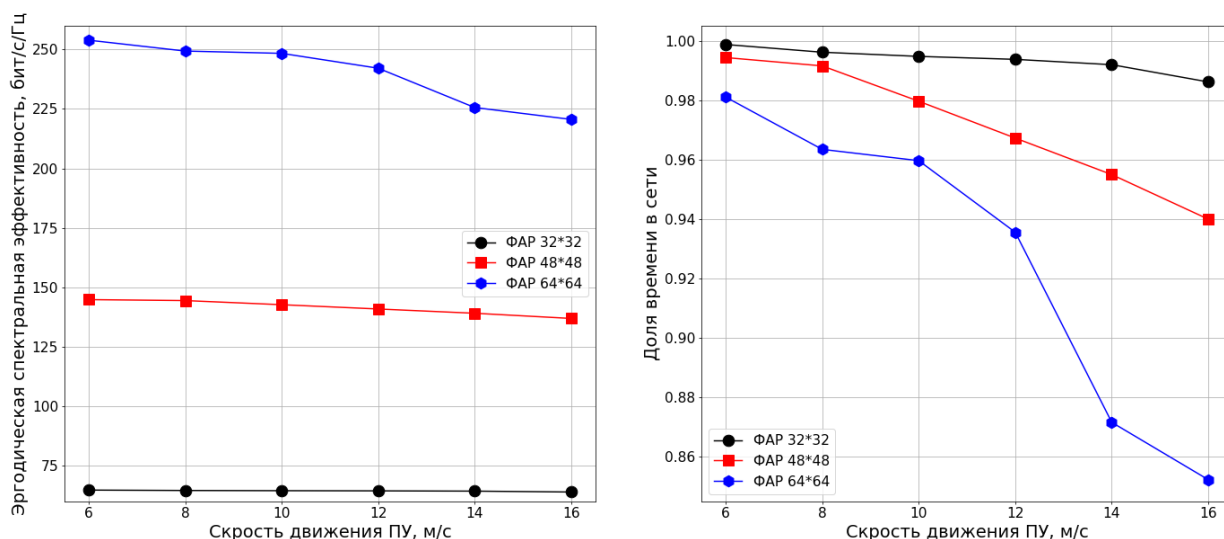 Эргодическая спектральная эффективность, бит/с/Гц
250
225
200
175
150
125
100
75
6 8 10 12 14 16
Скрость движения ПУ, м/с
ФАР 32*32
ФАР 48*48
ФАР 64*64
Доля времени в сети
1.00
0.98
0.96
0.94
0.92
0.90
0.88
0.86
6 8 10 12 14 16
Скрость движения ПУ, м/с
ФАР 32*32
ФАР 48*48
ФАР 64*64